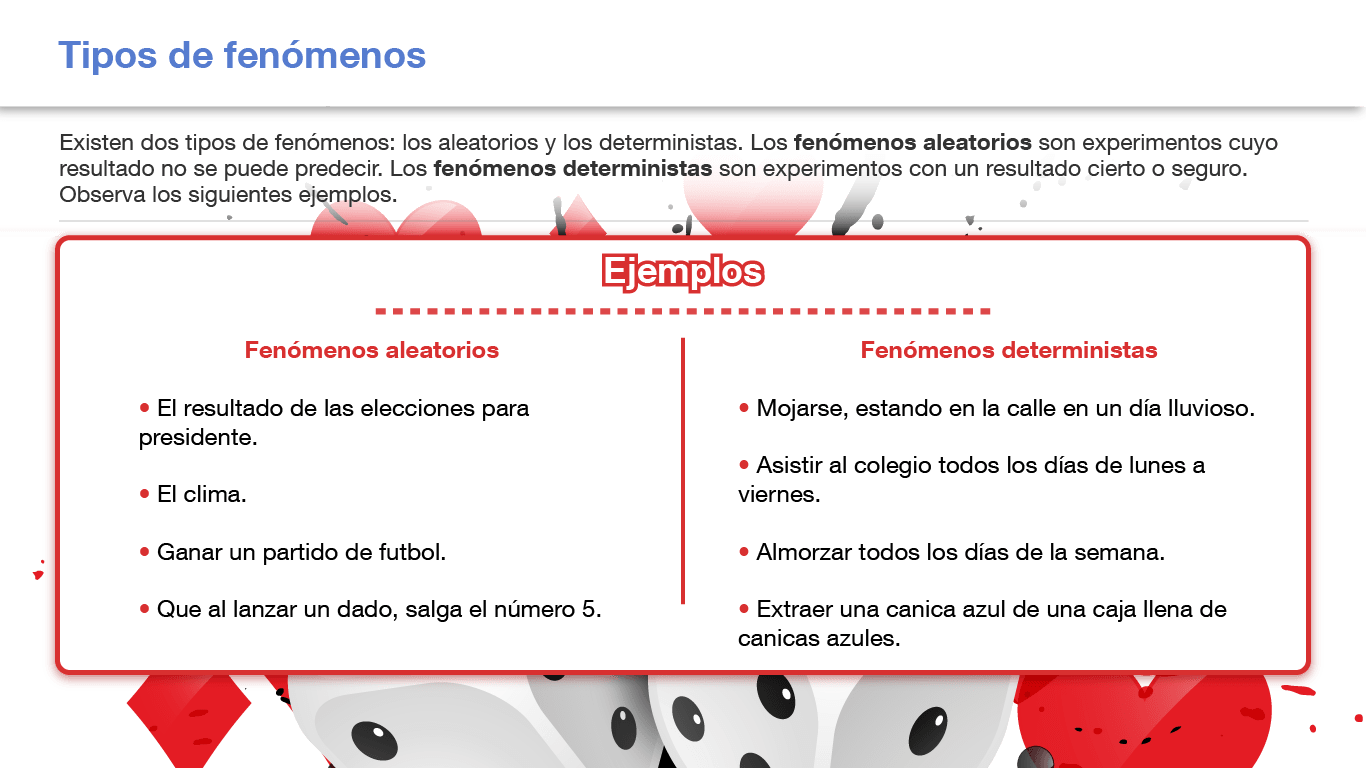 Tipos de fenómenos
Existen dos tipos de fenómenos: los aleatorios y los deterministas. Los fenómenos aleatorios son experimentos cuyo
resultado no se puede predecir. Los fenómenos deterministas son experimentos con un resultado cierto o seguro.
Observa los siguientes ejemplos.
Ejemplos
Fenómenos aleatorios
• El resultado de las elecciones para
presidente.
• El clima.
• Ganar un partido de futbol.
• Que al lanzar un dado, salga el número 5.
Fenómenos deterministas
• Mojarse, estando en la calle en un día lluvioso.
• Asistir al colegio todos los días de lunes a
viernes.
• Almorzar todos los días de la semana.
• Extraer una canica azul de una caja llena de
canicas azules.